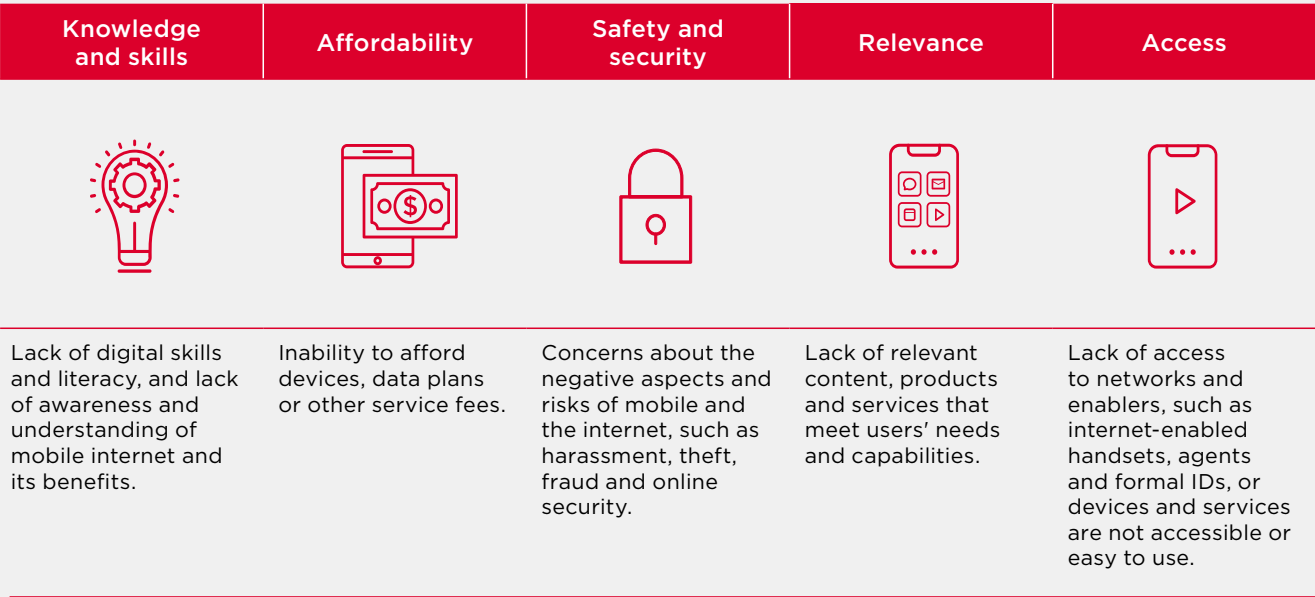 Knowledge
and skills
Affordability
Safety and
security
Relevance
Access
$
Lack of digital skills
and literacy, and lack
of awareness and
understanding of
mobile internet and
its benefits.
Inability to afford
devices, data plans
or other service fees.
Concerns about the
negative aspects and
risks of mobile and
the internet, such as
harassment, theft,
fraud and online
security.
Lack of relevant
content, products
and services that
meet users' needs
and capabilities.
Lack of access
to networks and
enablers, such as
internet-enabled
handsets, agents
and formal IDs, or
devices and services
are not accessible or
easy to use.